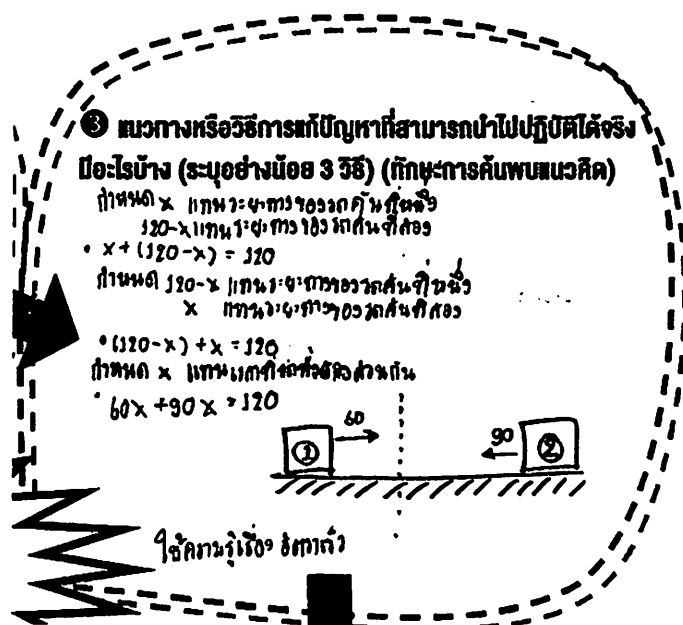 ❸ แนวทางหรือวิธีการแก้ปัญหาที่สามารถนำไปปฏิบัติได้จริง
มีอะไรบ้าง (ระบุอย่างน้อย 3 วิธี) (ทักษะการค้นพบแนวคิด)
กำหนด x แทนระยะทางของรถคันที่หนึ่ง
120-x แทนระยะทางของรถคันที่สอง
• x + (120-x) = 120
กำหนด 120-x แทนระยะทางของรถคันที่หนึ่ง
x แทนระยะทางของรถคันที่สอง
• (120-x) + x = 120
กำหนด x แทนเวลาที่รถทั้งสองสวนกัน
• 60x + 90x = 120
60
90
① ②
ใช้ความรู้เรื่อง